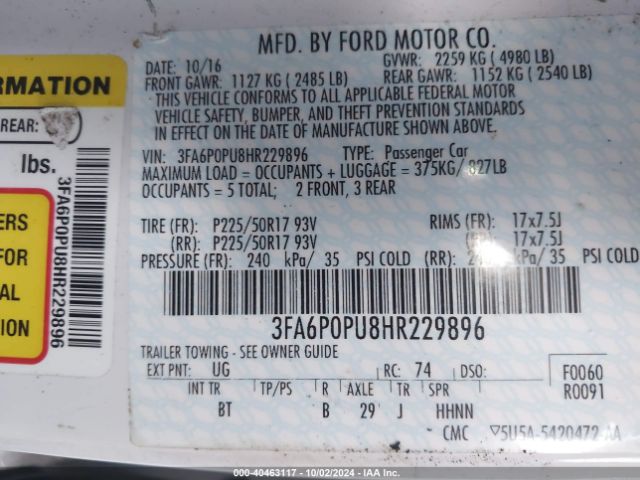 ORMATION
REAR:
lbs.
ERS
FOR
AL
TION
3FA6P0PU8HR229896
MFD. BY FORD MOTOR CO.
DATE: 10/16 GVWR: 2259 KG ( 4980 LB)
FRONT GAWR: 1127 KG ( 2485 LB) REAR GAWR: 1152 KG ( 2540 LB)
THIS VEHICLE CONFORMS TO ALL APPLICABLE FEDERAL MOTOR
VEHICLE SAFETY, BUMPER, AND THEFT PREVENTION STANDARDS
IN EFFECT ON THE DATE OF MANUFACTURE SHOWN ABOVE.
VIN: 3FA6P0PU8HR229896 TYPE: Passenger Car
MAXIMUM LOAD = OCCUPANTS + LUGGAGE = 375KG/ 827LB
OCCUPANTS = 5 TOTAL; 2 FRONT, 3 REAR
TIRE (FR): P225/50R17 93V RIMS (FR): 17x7.5J
(RR): P225/50R17 93V 17x7.5J
PRESSURE (FR): 240 kPa/ 35 PSI COLD (RR): kPa/ 35 PSI COLD
3FA6P0PU8HR229896
TRAILER TOWING - SEE OWNER GUIDE
EXT PNT: UG RC: 74 DSO: F0060
INT TR TP/PS R AXLE TR SPR R0091
BT B 29 J HHNN
CMC 5U5A-5420472-AA
000-40463117 - 10/02/2024 - IAA Inc.